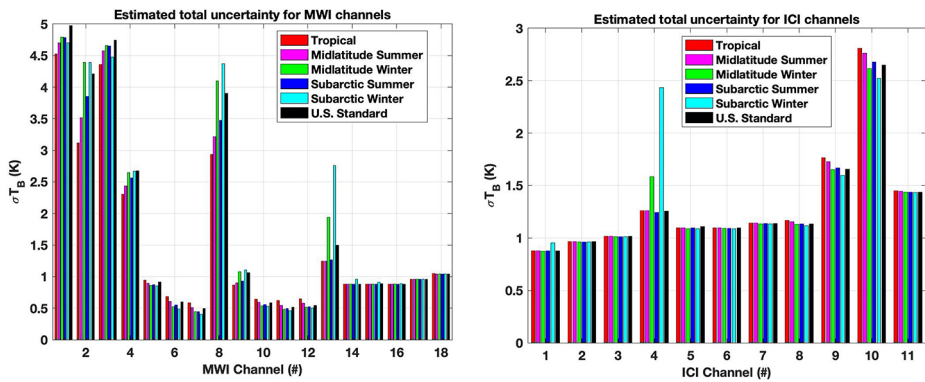 Estimated total uncertainty for MWI channels
5
4.5
4
3.5
3
2.5
2
1.5
1
0.5
0
σT_B (K)
Tropical
Midlatitude Summer
Midlatitude Winter
Subarctic Summer
Subarctic Winter
U.S. Standard
2 4 6 8 10 12 14 16 18
MWI Channel (#)
Estimated total uncertainty for ICI channels
3
2.5
2
1.5
1
0.5
0
σT_B (K)
Tropical
Midlatitude Summer
Midlatitude Winter
Subarctic Summer
Subarctic Winter
U.S. Standard
1 2 3 4 5 6 7 8 9 10 11
ICI Channel (#)